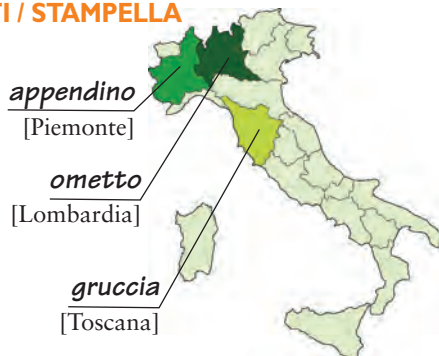 TI / STAMPELLA
appendino
[Piemonte]
ometto
[Lombardia]
gruccia
[Toscana]